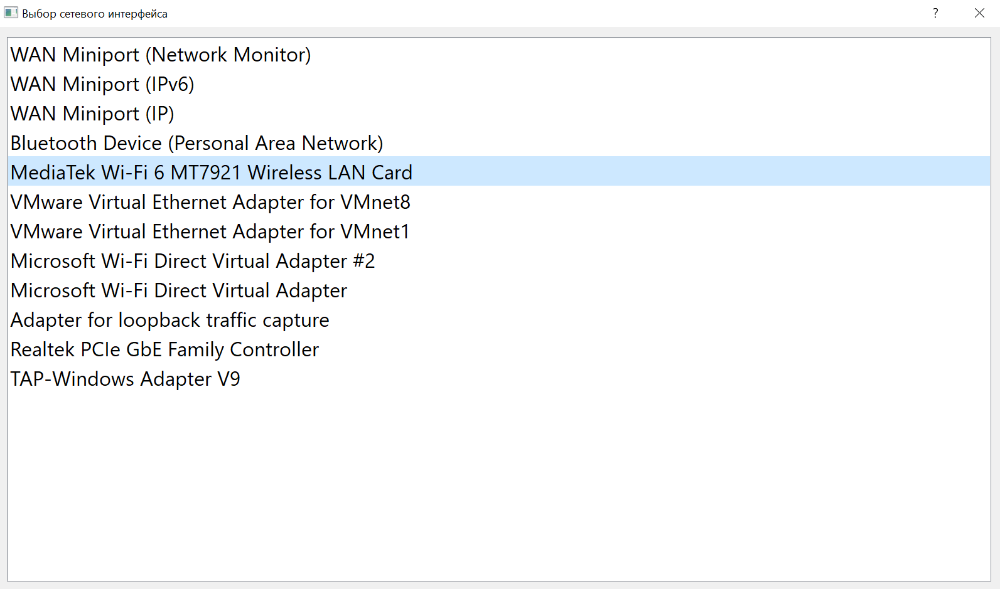 Выбор сетевого интерфейса
?
WAN Miniport (Network Monitor)
WAN Miniport (IPv6)
WAN Miniport (IP)
Bluetooth Device (Personal Area Network)
MediaTek Wi-Fi 6 MT7921 Wireless LAN Card
VMware Virtual Ethernet Adapter for VMnet8
VMware Virtual Ethernet Adapter for VMnet1
Microsoft Wi-Fi Direct Virtual Adapter #2
Microsoft Wi-Fi Direct Virtual Adapter
Adapter for loopback traffic capture
Realtek PCIe GbE Family Controller
TAP-Windows Adapter V9